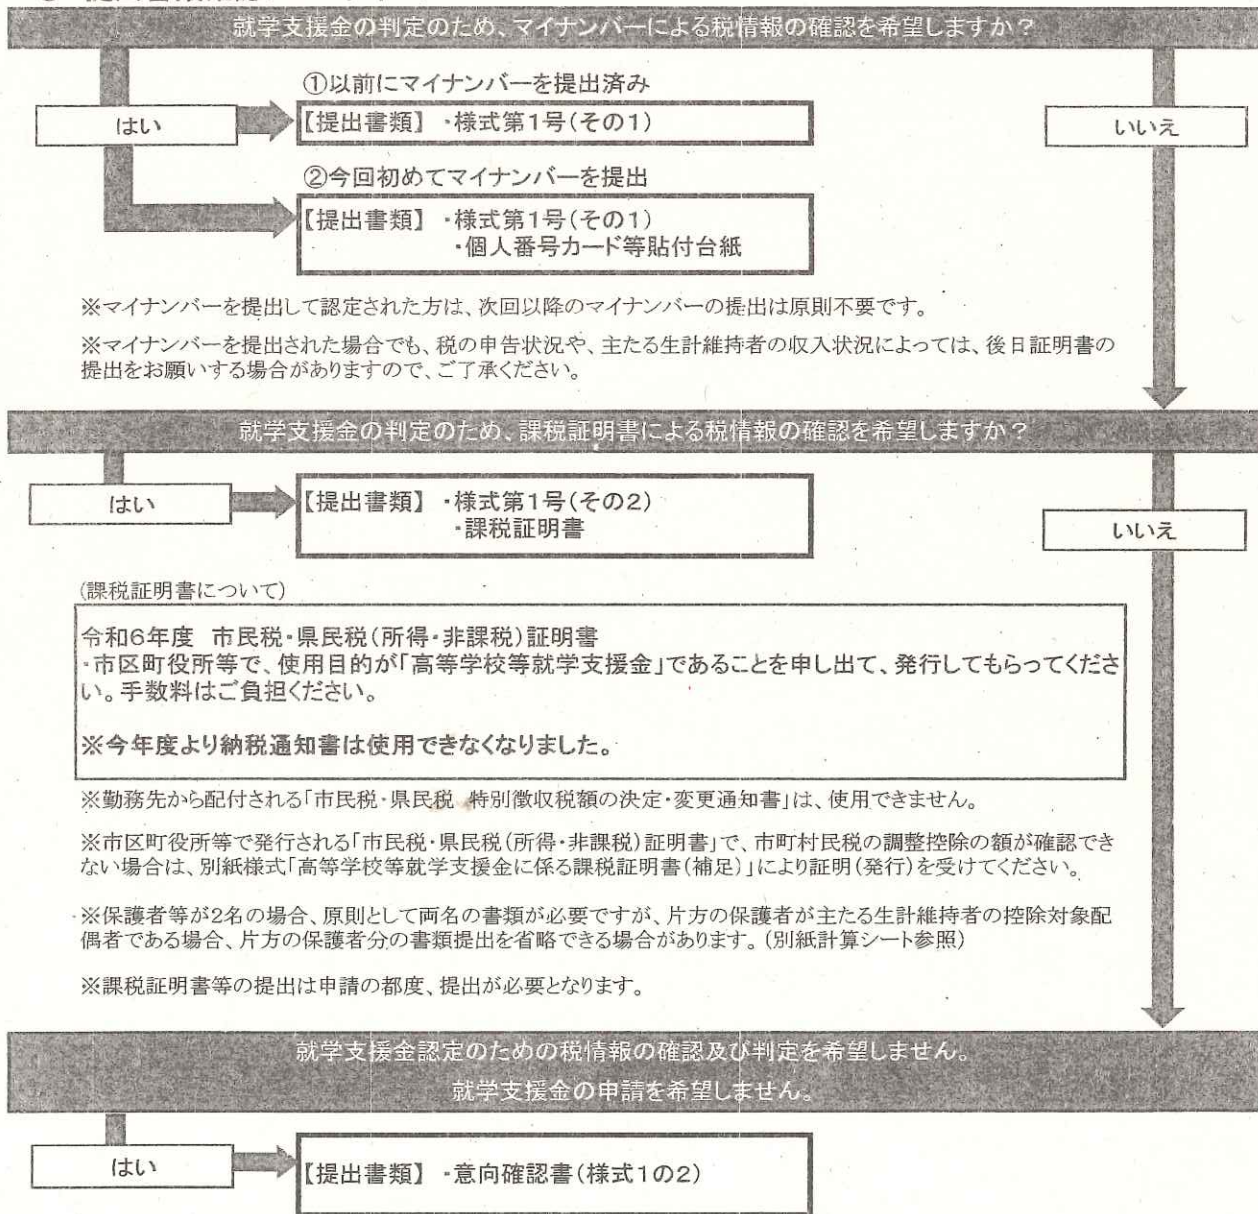 就学支援金の判定のため、マイナンバーによる税情報の確認を希望しますか？
①以前にマイナンバーを提出済み
はい
【提出書類】 ・様式第1号(その1)
いいえ
②今回初めてマイナンバーを提出
【提出書類】 ・様式第1号(その1)
・個人番号カード等貼付台紙
※マイナンバーを提出して認定された方は、次回以降のマイナンバーの提出は原則不要です。
※マイナンバーを提出された場合でも、税の申告状況や、主たる生計維持者の収入状況によっては、後日証明書の
提出をお願いする場合がありますので、ご了承ください。
就学支援金の判定のため、課税証明書による税情報の確認を希望しますか？
はい
【提出書類】 ・様式第1号(その2)
・課税証明書
いいえ
(課税証明書について)
令和6年度 市民税・県民税(所得・非課税)証明書
・市区町役所等で、使用目的が「高等学校等就学支援金」であることを申し出て、発行してもらってくださ
い。手数料はご負担ください。
※今年度より納税通知書は使用できなくなりました。
※勤務先から配付される「市民税・県民税 特別徴収税額の決定・変更通知書」は、使用できません。
※市区町役所等で発行される「市民税・県民税(所得・非課税)証明書」で、市町村民税の調整控除の額が確認でき
ない場合は、別紙様式「高等学校等就学支援金に係る課税証明書(補足)」により証明(発行)を受けてください。
※保護者等が2名の場合、原則として両名の書類が必要ですが、片方の保護者が主たる生計維持者の控除対象配
偶者である場合、片方の保護者分の書類提出を省略できる場合があります。(別紙計算シート参照)
※課税証明書等の提出は申請の都度、提出が必要となります。
就学支援金認定のための税情報の確認及び判定を希望しません。
就学支援金の申請を希望しません。
はい
【提出書類】 ・意向確認書(様式1の2)